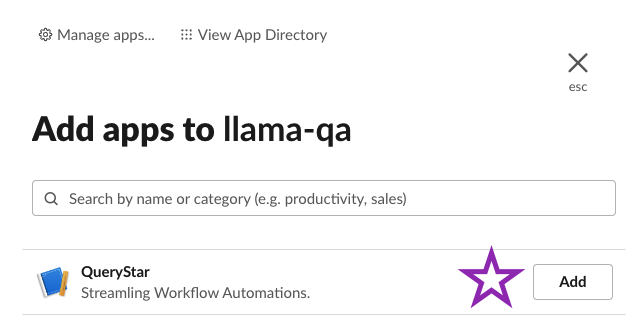 Manage apps... View App Directory
esc
Add apps to llama-qa
Search by name or category (e.g. productivity, sales)
QueryStar
Streamling Workflow Automations.
Add